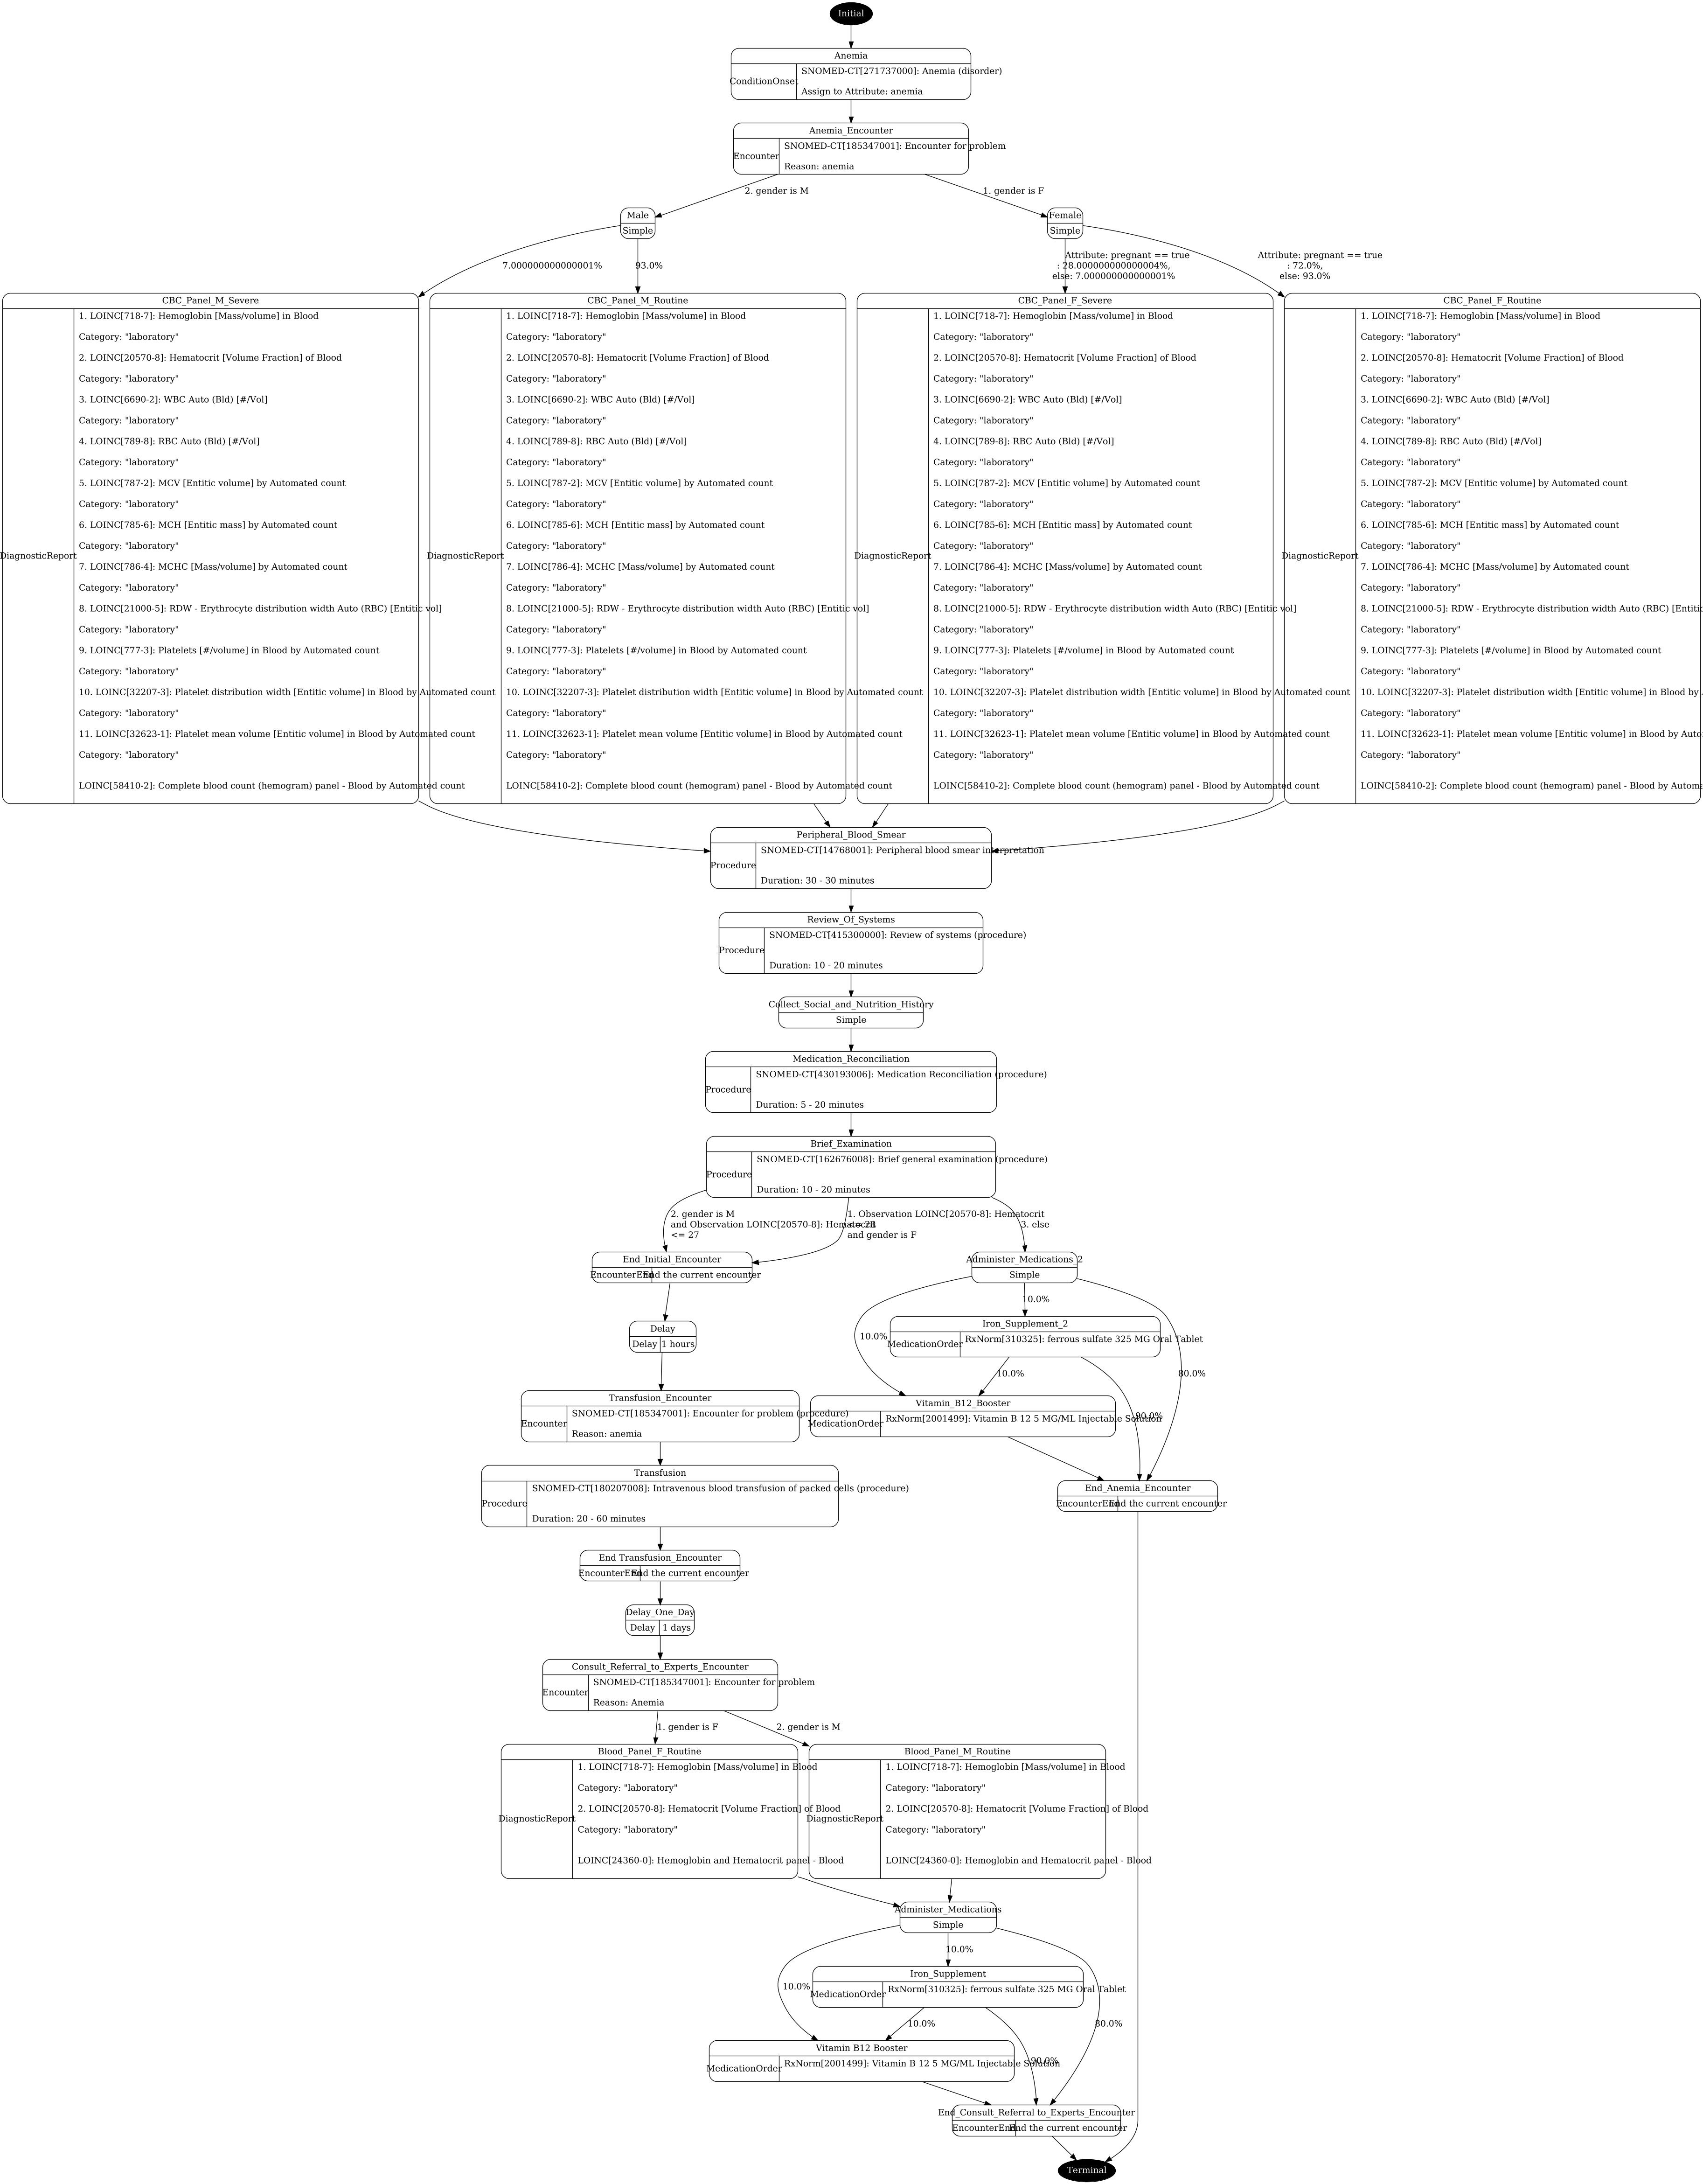 Initial
Anemia
ConditionOnset
SNOMED-CT[271737000]: Anemia (disorder)
Assign to Attribute: anemia
Anemia_Encounter
Encounter
SNOMED-CT[185347001]: Encounter for problem
Reason: anemia
2. gender is M
1. gender is F
Male
Simple
Female
Simple
7.000000000000001%
93.0%
Attribute: pregnant == true
: 28.000000000000004%,
else: 7.000000000000001%
Attribute: pregnant == true
: 72.0%,
else: 93.0%
CBC_Panel_M_Severe
DiagnosticReport
1. LOINC[718-7]: Hemoglobin [Mass/volume] in Blood
Category: "laboratory"
2. LOINC[20570-8]: Hematocrit [Volume Fraction] of Blood
Category: "laboratory"
3. LOINC[6690-2]: WBC Auto (Bld) [#/Vol]
Category: "laboratory"
4. LOINC[789-8]: RBC Auto (Bld) [#/Vol]
Category: "laboratory"
5. LOINC[787-2]: MCV [Entitic volume] by Automated count
Category: "laboratory"
6. LOINC[785-6]: MCH [Entitic mass] by Automated count
Category: "laboratory"
7. LOINC[786-4]: MCHC [Mass/volume] by Automated count
Category: "laboratory"
8. LOINC[21000-5]: RDW - Erythrocyte distribution width Auto (RBC) [Entitic vol]
Category: "laboratory"
9. LOINC[777-3]: Platelets [#/volume] in Blood by Automated count
Category: "laboratory"
10. LOINC[32207-3]: Platelet distribution width [Entitic volume] in Blood by Automated count
Category: "laboratory"
11. LOINC[32623-1]: Platelet mean volume [Entitic volume] in Blood by Automated count
Category: "laboratory"
LOINC[58410-2]: Complete blood count (hemogram) panel - Blood by Automated count
CBC_Panel_M_Routine
DiagnosticReport
1. LOINC[718-7]: Hemoglobin [Mass/volume] in Blood
Category: "laboratory"
2. LOINC[20570-8]: Hematocrit [Volume Fraction] of Blood
Category: "laboratory"
3. LOINC[6690-2]: WBC Auto (Bld) [#/Vol]
Category: "laboratory"
4. LOINC[789-8]: RBC Auto (Bld) [#/Vol]
Category: "laboratory"
5. LOINC[787-2]: MCV [Entitic volume] by Automated count
Category: "laboratory"
6. LOINC[785-6]: MCH [Entitic mass] by Automated count
Category: "laboratory"
7. LOINC[786-4]: MCHC [Mass/volume] by Automated count
Category: "laboratory"
8. LOINC[21000-5]: RDW - Erythrocyte distribution width Auto (RBC) [Entitic vol]
Category: "laboratory"
9. LOINC[777-3]: Platelets [#/volume] in Blood by Automated count
Category: "laboratory"
10. LOINC[32207-3]: Platelet distribution width [Entitic volume] in Blood by Automated count
Category: "laboratory"
11. LOINC[32623-1]: Platelet mean volume [Entitic volume] in Blood by Automated count
Category: "laboratory"
LOINC[58410-2]: Complete blood count (hemogram) panel - Blood by Automated count
CBC_Panel_F_Severe
DiagnosticReport
1. LOINC[718-7]: Hemoglobin [Mass/volume] in Blood
Category: "laboratory"
2. LOINC[20570-8]: Hematocrit [Volume Fraction] of Blood
Category: "laboratory"
3. LOINC[6690-2]: WBC Auto (Bld) [#/Vol]
Category: "laboratory"
4. LOINC[789-8]: RBC Auto (Bld) [#/Vol]
Category: "laboratory"
5. LOINC[787-2]: MCV [Entitic volume] by Automated count
Category: "laboratory"
6. LOINC[785-6]: MCH [Entitic mass] by Automated count
Category: "laboratory"
7. LOINC[786-4]: MCHC [Mass/volume] by Automated count
Category: "laboratory"
8. LOINC[21000-5]: RDW - Erythrocyte distribution width Auto (RBC) [Entitic vol]
Category: "laboratory"
9. LOINC[777-3]: Platelets [#/volume] in Blood by Automated count
Category: "laboratory"
10. LOINC[32207-3]: Platelet distribution width [Entitic volume] in Blood by Automated count
Category: "laboratory"
11. LOINC[32623-1]: Platelet mean volume [Entitic volume] in Blood by Automated count
Category: "laboratory"
LOINC[58410-2]: Complete blood count (hemogram) panel - Blood by Automated count
CBC_Panel_F_Routine
DiagnosticReport
1. LOINC[718-7]: Hemoglobin [Mass/volume] in Blood
Category: "laboratory"
2. LOINC[20570-8]: Hematocrit [Volume Fraction] of Blood
Category: "laboratory"
3. LOINC[6690-2]: WBC Auto (Bld) [#/Vol]
Category: "laboratory"
4. LOINC[789-8]: RBC Auto (Bld) [#/Vol]
Category: "laboratory"
5. LOINC[787-2]: MCV [Entitic volume] by Automated count
Category: "laboratory"
6. LOINC[785-6]: MCH [Entitic mass] by Automated count
Category: "laboratory"
7. LOINC[786-4]: MCHC [Mass/volume] by Automated count
Category: "laboratory"
8. LOINC[21000-5]: RDW - Erythrocyte distribution width Auto (RBC) [Entitic
Category: "laboratory"
9. LOINC[777-3]: Platelets [#/volume] in Blood by Automated count
Category: "laboratory"
10. LOINC[32207-3]: Platelet distribution width [Entitic volume] in Blood by
Category: "laboratory"
11. LOINC[32623-1]: Platelet mean volume [Entitic volume] in Blood by Auto
Category: "laboratory"
LOINC[58410-2]: Complete blood count (hemogram) panel - Blood by Automa
Peripheral_Blood_Smear
Procedure
SNOMED-CT[14768001]: Peripheral blood smear interpretation
Duration: 30 - 30 minutes
Review_Of_Systems
Procedure
SNOMED-CT[415300000]: Review of systems (procedure)
Duration: 10 - 20 minutes
Collect_Social_and_Nutrition_History
Simple
Medication_Reconciliation
Procedure
SNOMED-CT[430193006]: Medication Reconciliation (procedure)
Duration: 5 - 20 minutes
Brief_Examination
Procedure
SNOMED-CT[162676008]: Brief general examination (procedure)
Duration: 10 - 20 minutes
2. gender is M
and Observation LOINC[20570-8]: Hematocrit
<= 27
1. Observation LOINC[20570-8]: Hematocrit
<= 28
and gender is F
3. else
End_Initial_Encounter
EncounterEnd
End the current encounter
Administer_Medications_2
Simple
10.0%
10.0%
80.0%
Iron_Supplement_2
MedicationOrder
RxNorm[310325]: ferrous sulfate 325 MG Oral Tablet
10.0%
90.0%
Delay
Delay
1 hours
Vitamin_B12_Booster
MedicationOrder
RxNorm[2001499]: Vitamin B 12 5 MG/ML Injectable Solution
Transfusion_Encounter
Encounter
SNOMED-CT[185347001]: Encounter for problem (procedure)
Reason: anemia
Transfusion
Procedure
SNOMED-CT[180207008]: Intravenous blood transfusion of packed cells (procedure)
Duration: 20 - 60 minutes
End_Anemia_Encounter
EncounterEnd
End the current encounter
End Transfusion_Encounter
EncounterEnd
End the current encounter
Delay_One_Day
Delay
1 days
Consult_Referral_to_Experts_Encounter
Encounter
SNOMED-CT[185347001]: Encounter for problem
Reason: Anemia
1. gender is F
2. gender is M
Blood_Panel_F_Routine
DiagnosticReport
1. LOINC[718-7]: Hemoglobin [Mass/volume] in Blood
Category: "laboratory"
2. LOINC[20570-8]: Hematocrit [Volume Fraction] of Blood
Category: "laboratory"
LOINC[24360-0]: Hemoglobin and Hematocrit panel - Blood
Blood_Panel_M_Routine
DiagnosticReport
1. LOINC[718-7]: Hemoglobin [Mass/volume] in Blood
Category: "laboratory"
2. LOINC[20570-8]: Hematocrit [Volume Fraction] of Blood
Category: "laboratory"
LOINC[24360-0]: Hemoglobin and Hematocrit panel - Blood
Administer_Medications
Simple
10.0%
10.0%
80.0%
Iron_Supplement
MedicationOrder
RxNorm[310325]: ferrous sulfate 325 MG Oral Tablet
10.0%
90.0%
Vitamin B12 Booster
MedicationOrder
RxNorm[2001499]: Vitamin B 12 5 MG/ML Injectable Solution
End_Consult_Referral to_Experts_Encounter
EncounterEnd
End the current encounter
Terminal